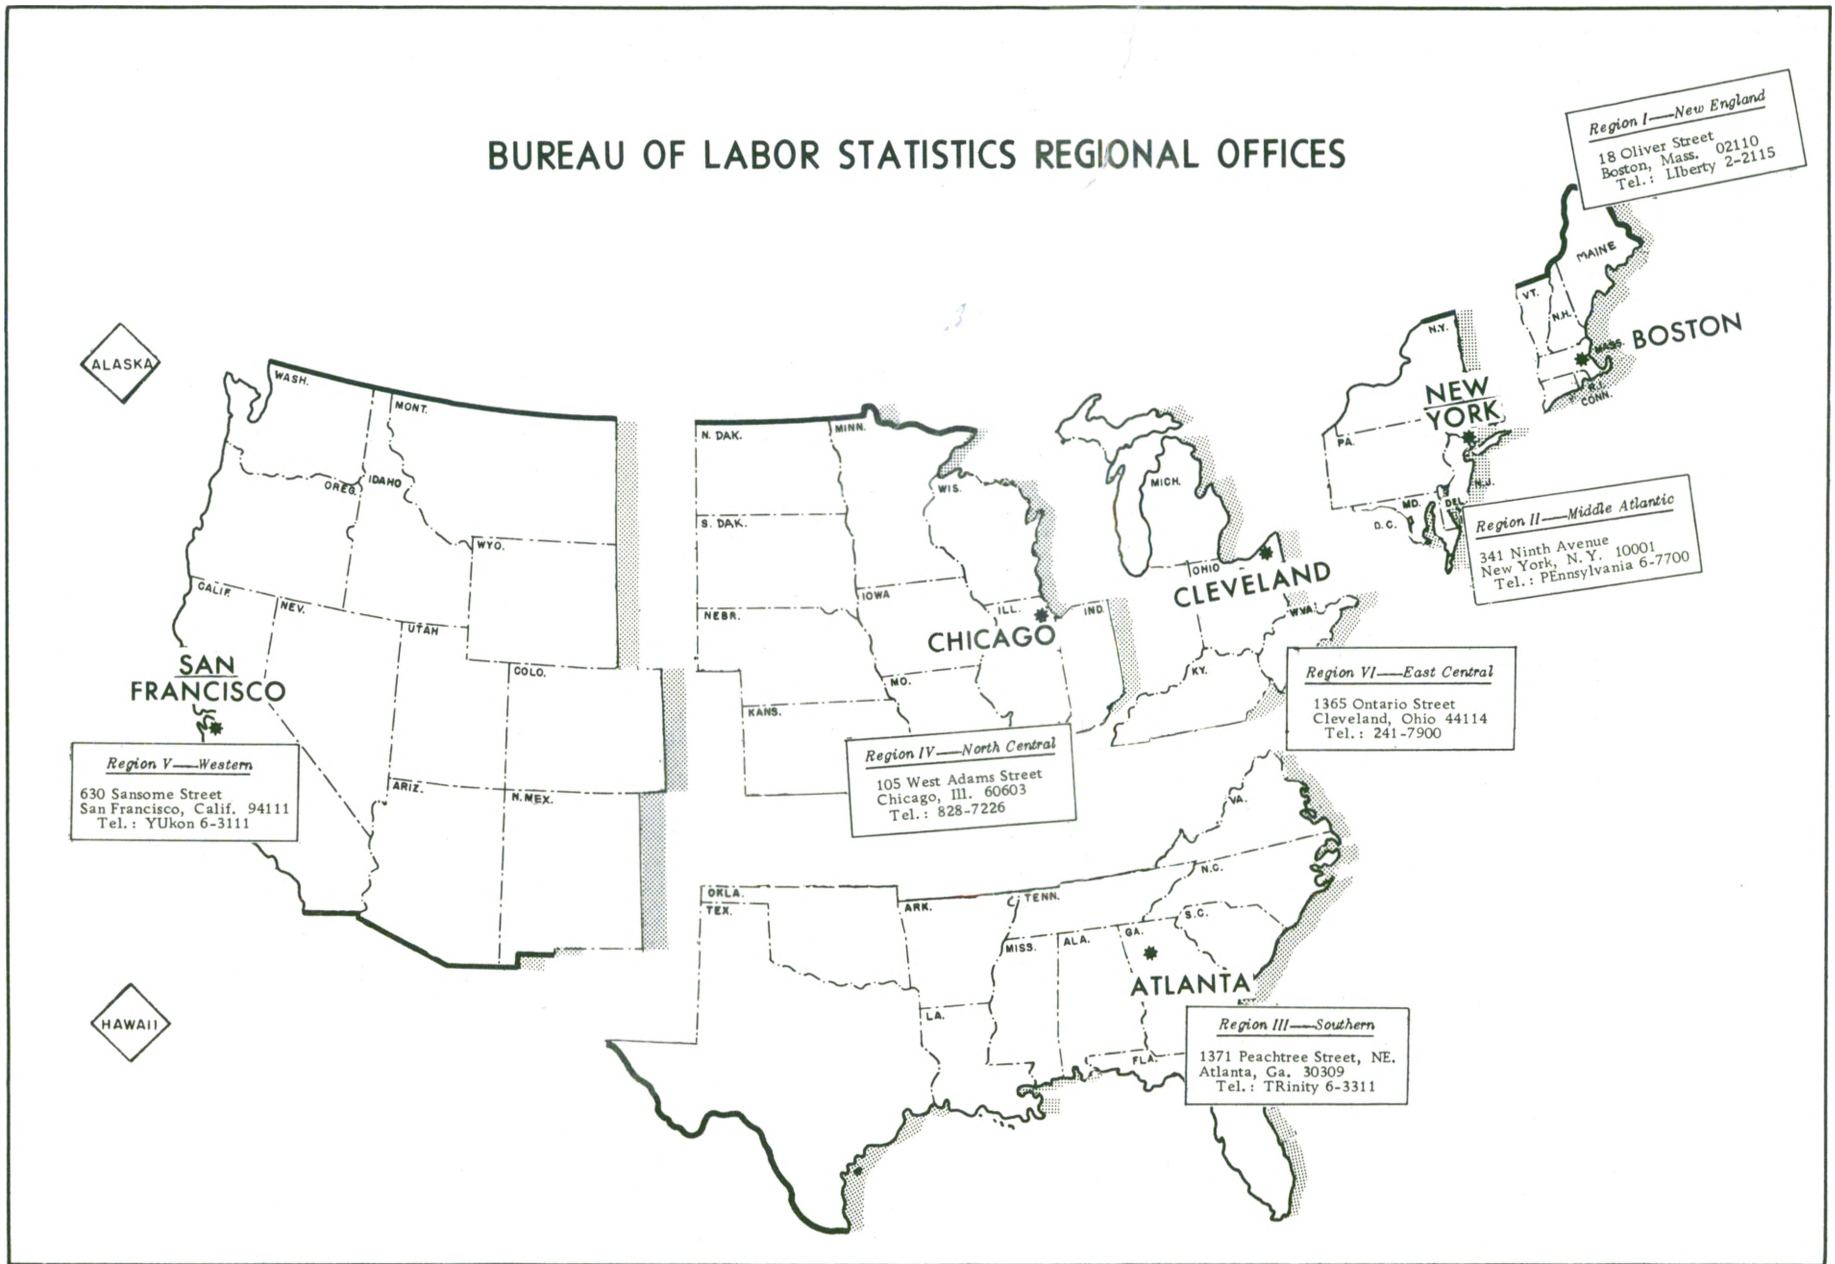 BUREAU OF LABOR STATISTICS REGIONAL OFFICES
Region I—New England
18 Oliver Street
Boston, Mass. 02110
Tel.: LIberty 2-2115
MAINE
VT.
N.H.
MASS.
BOSTON
R.I.
CONN.
N.Y.
NEW
YORK
PA.
N.J.
MD.
DEL.
D.C.
Region II—Middle Atlantic
341 Ninth Avenue
New York, N.Y. 10001
Tel.: PEnnsylvania 6-7700
ALASKA
WASH.
MONT.
OREG.
IDAHO
WYO.
CALIF.
NEV.
UTAH
COLO.
SAN
FRANCISCO
Region V—Western
630 Sansome Street
San Francisco, Calif. 94111
Tel.: YUkon 6-3111
ARIZ.
N.MEX.
HAWAII
N. DAK.
MINN.
S. DAK.
WIS.
NEBR.
IOWA
ILL.
IND.
CHICAGO
MO.
KANS.
Region IV—North Central
105 West Adams Street
Chicago, Ill. 60603
Tel.: 828-7226
MICH.
OHIO
CLEVELAND
W.VA.
KY.
Region VI—East Central
1365 Ontario Street
Cleveland, Ohio 44114
Tel.: 241-7900
VA.
N.C.
OKLA.
TEX.
ARK.
TENN.
S.C.
MISS.
ALA.
GA.
ATLANTA
LA.
FLA.
Region III—Southern
1371 Peachtree Street, NE.
Atlanta, Ga. 30309
Tel.: TRinity 6-3311